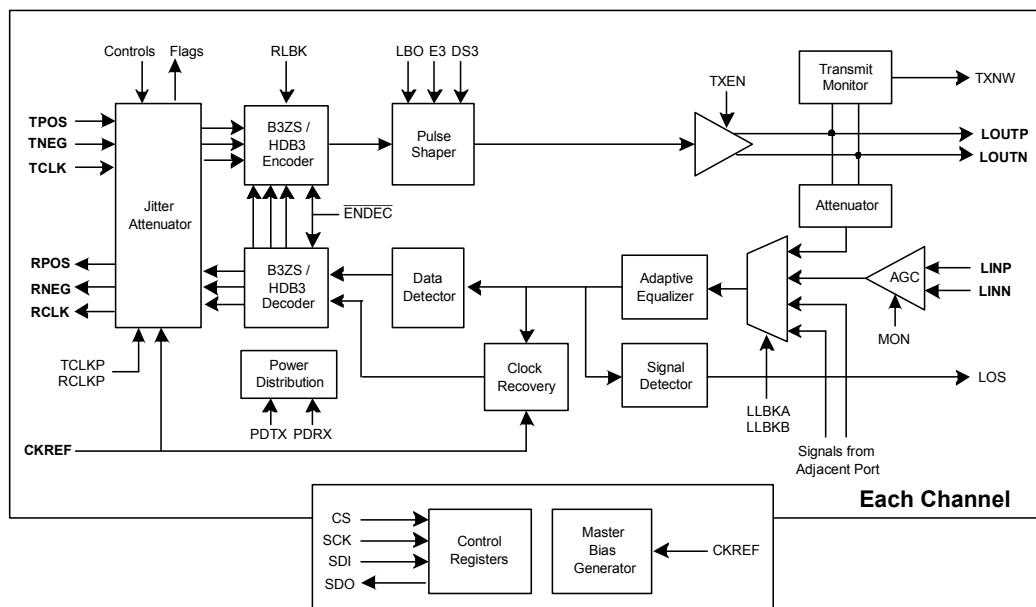 Controls
Flags
RLBK
LBO
E3
DS3
TXEN
Transmit
Monitor
TXNW
TPOS
TNEG
TCLK
Jitter
Attenuator
B3ZS /
HDB3
Encoder
Pulse
Shaper
LOUTP
LOUTN
ENDEC
Attenuator
RPOS
RNEG
RCLK
B3ZS /
HDB3
Decoder
Data
Detector
Adaptive
Equalizer
AGC
LINP
LINN
MON
TCLKP
RCLKP
Power
Distribution
Clock
Recovery
Signal
Detector
LOS
PDTX
PDRX
LLBKA
LLBKB
CKREF
Signals from
Adjacent Port
Each Channel
CS
SCK
SDI
SDO
Control
Registers
Master
Bias
Generator
CKREF